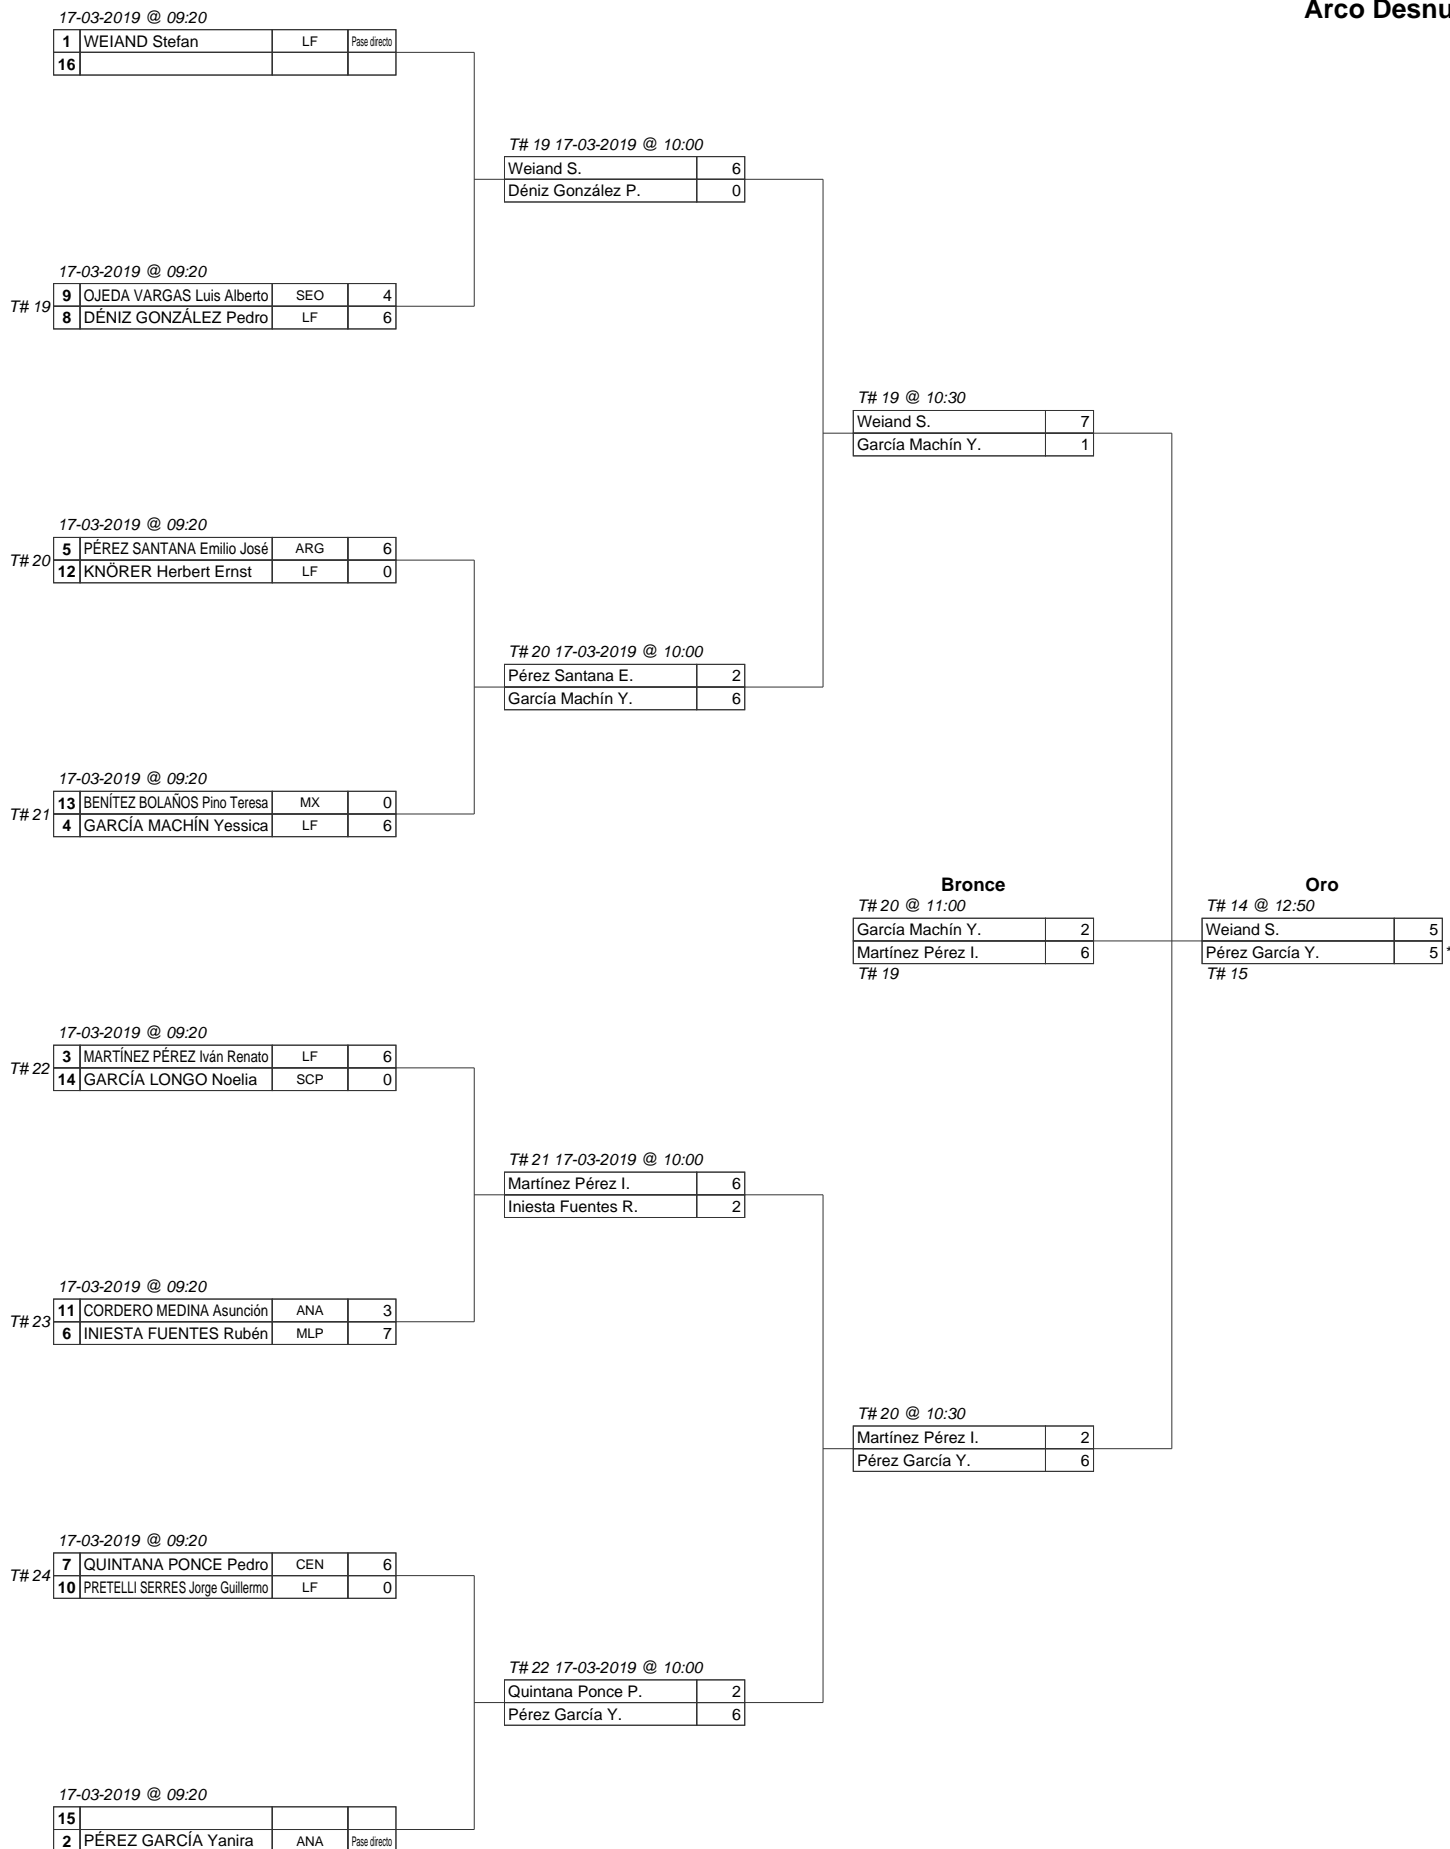 Arco Desnu
17-03-2019 @ 09:20
1 WEIAND Stefan LF Pase directo
16
T# 19 17-03-2019 @ 10:00
Weiand S. 6
Déniz González P. 0
17-03-2019 @ 09:20
T# 19
9 OJEDA VARGAS Luis Alberto SEO 4
8 DÉNIZ GONZÁLEZ Pedro LF 6
T# 19 @ 10:30
Weiand S. 7
García Machín Y. 1
17-03-2019 @ 09:20
T# 20
5 PÉREZ SANTANA Emilio José ARG 6
12 KNÖRER Herbert Ernst LF 0
T# 20 17-03-2019 @ 10:00
Pérez Santana E. 2
García Machín Y. 6
17-03-2019 @ 09:20
T# 21
13 BENÍTEZ BOLAÑOS Pino Teresa MX 0
4 GARCÍA MACHÍN Yessica LF 6
Bronce
T# 20 @ 11:00
García Machín Y. 2
Martínez Pérez I. 6
T# 19
Oro
T# 14 @ 12:50
Weiand S. 5
Pérez García Y. 5 *
T# 15
17-03-2019 @ 09:20
T# 22
3 MARTÍNEZ PÉREZ Iván Renato LF 6
14 GARCÍA LONGO Noelia SCP 0
T# 21 17-03-2019 @ 10:00
Martínez Pérez I. 6
Iniesta Fuentes R. 2
17-03-2019 @ 09:20
T# 23
11 CORDERO MEDINA Asunción ANA 3
6 INIESTA FUENTES Rubén MLP 7
T# 20 @ 10:30
Martínez Pérez I. 2
Pérez García Y. 6
17-03-2019 @ 09:20
T# 24
7 QUINTANA PONCE Pedro CEN 6
10 PRETELLI SERRES Jorge Guillermo LF 0
T# 22 17-03-2019 @ 10:00
Quintana Ponce P. 2
Pérez García Y. 6
17-03-2019 @ 09:20
15
2 PÉREZ GARCÍA Yanira ANA Pase directo